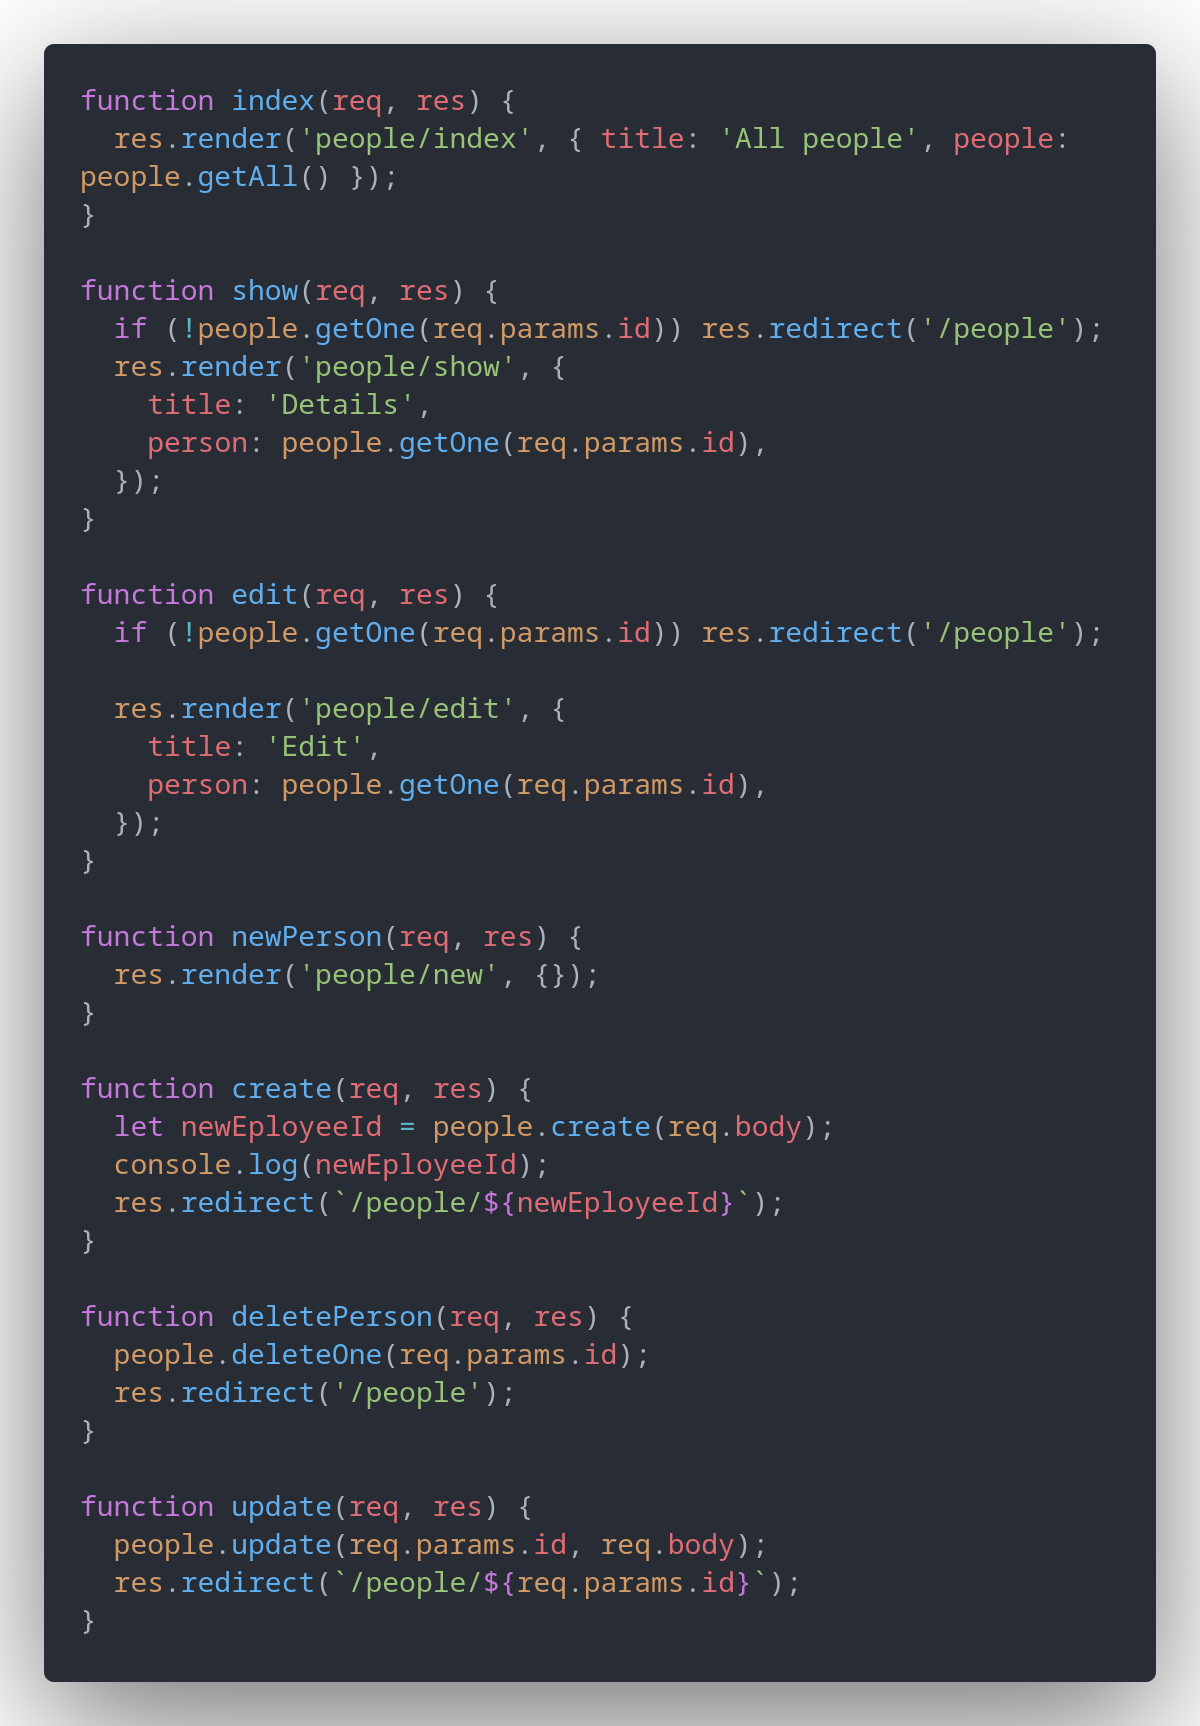 function index(req, res) {
  res.render('people/index', { title: 'All people', people:
people.getAll() });
}

function show(req, res) {
  if (!people.getOne(req.params.id)) res.redirect('/people');
  res.render('people/show', {
    title: 'Details',
    person: people.getOne(req.params.id),
  });
}

function edit(req, res) {
  if (!people.getOne(req.params.id)) res.redirect('/people');

  res.render('people/edit', {
    title: 'Edit',
    person: people.getOne(req.params.id),
  });
}

function newPerson(req, res) {
  res.render('people/new', {});
}

function create(req, res) {
  let newEployeeId = people.create(req.body);
  console.log(newEployeeId);
  res.redirect(`/people/${newEployeeId}`);
}

function deletePerson(req, res) {
  people.deleteOne(req.params.id);
  res.redirect('/people');
}

function update(req, res) {
  people.update(req.params.id, req.body);
  res.redirect(`/people/${req.params.id}`);
}